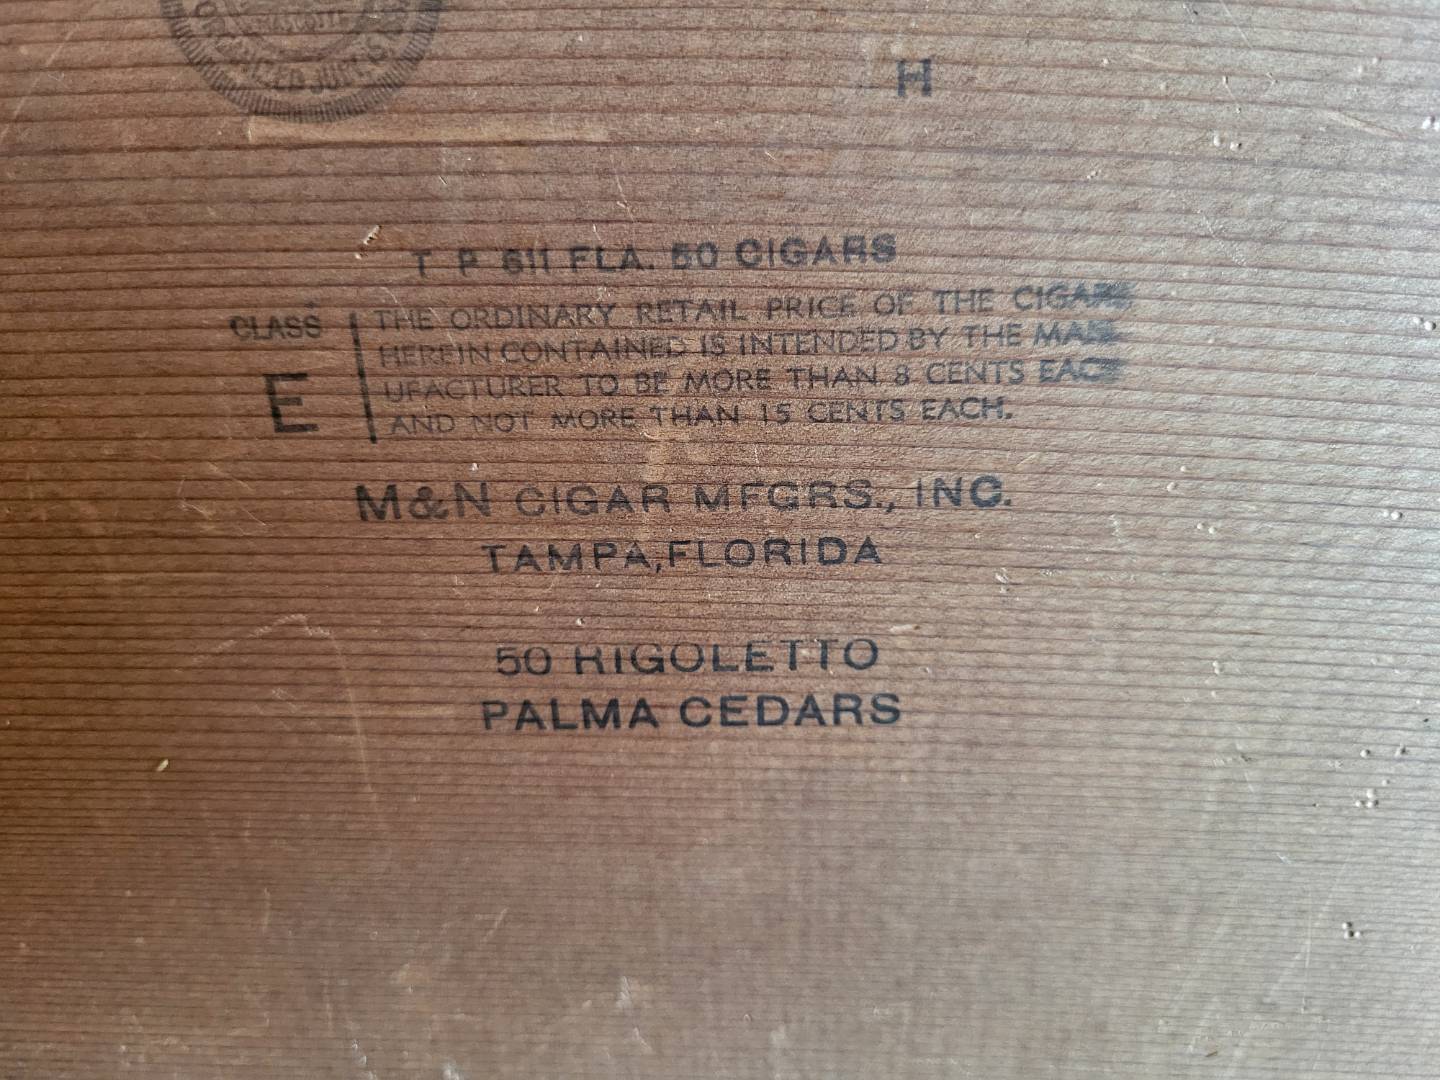 ORGANIZED JULY
H
T P 611 FLA. 50 CIGARS
CLASS
E
THE ORDINARY RETAIL PRICE OF THE CIGARS
HEREIN CONTAINED IS INTENDED BY THE MAN-
UFACTURER TO BE MORE THAN 8 CENTS EACH
AND NOT MORE THAN 15 CENTS EACH.
M&N CIGAR MFGRS., INC.
TAMPA, FLORIDA
50 RIGOLETTO
PALMA CEDARS